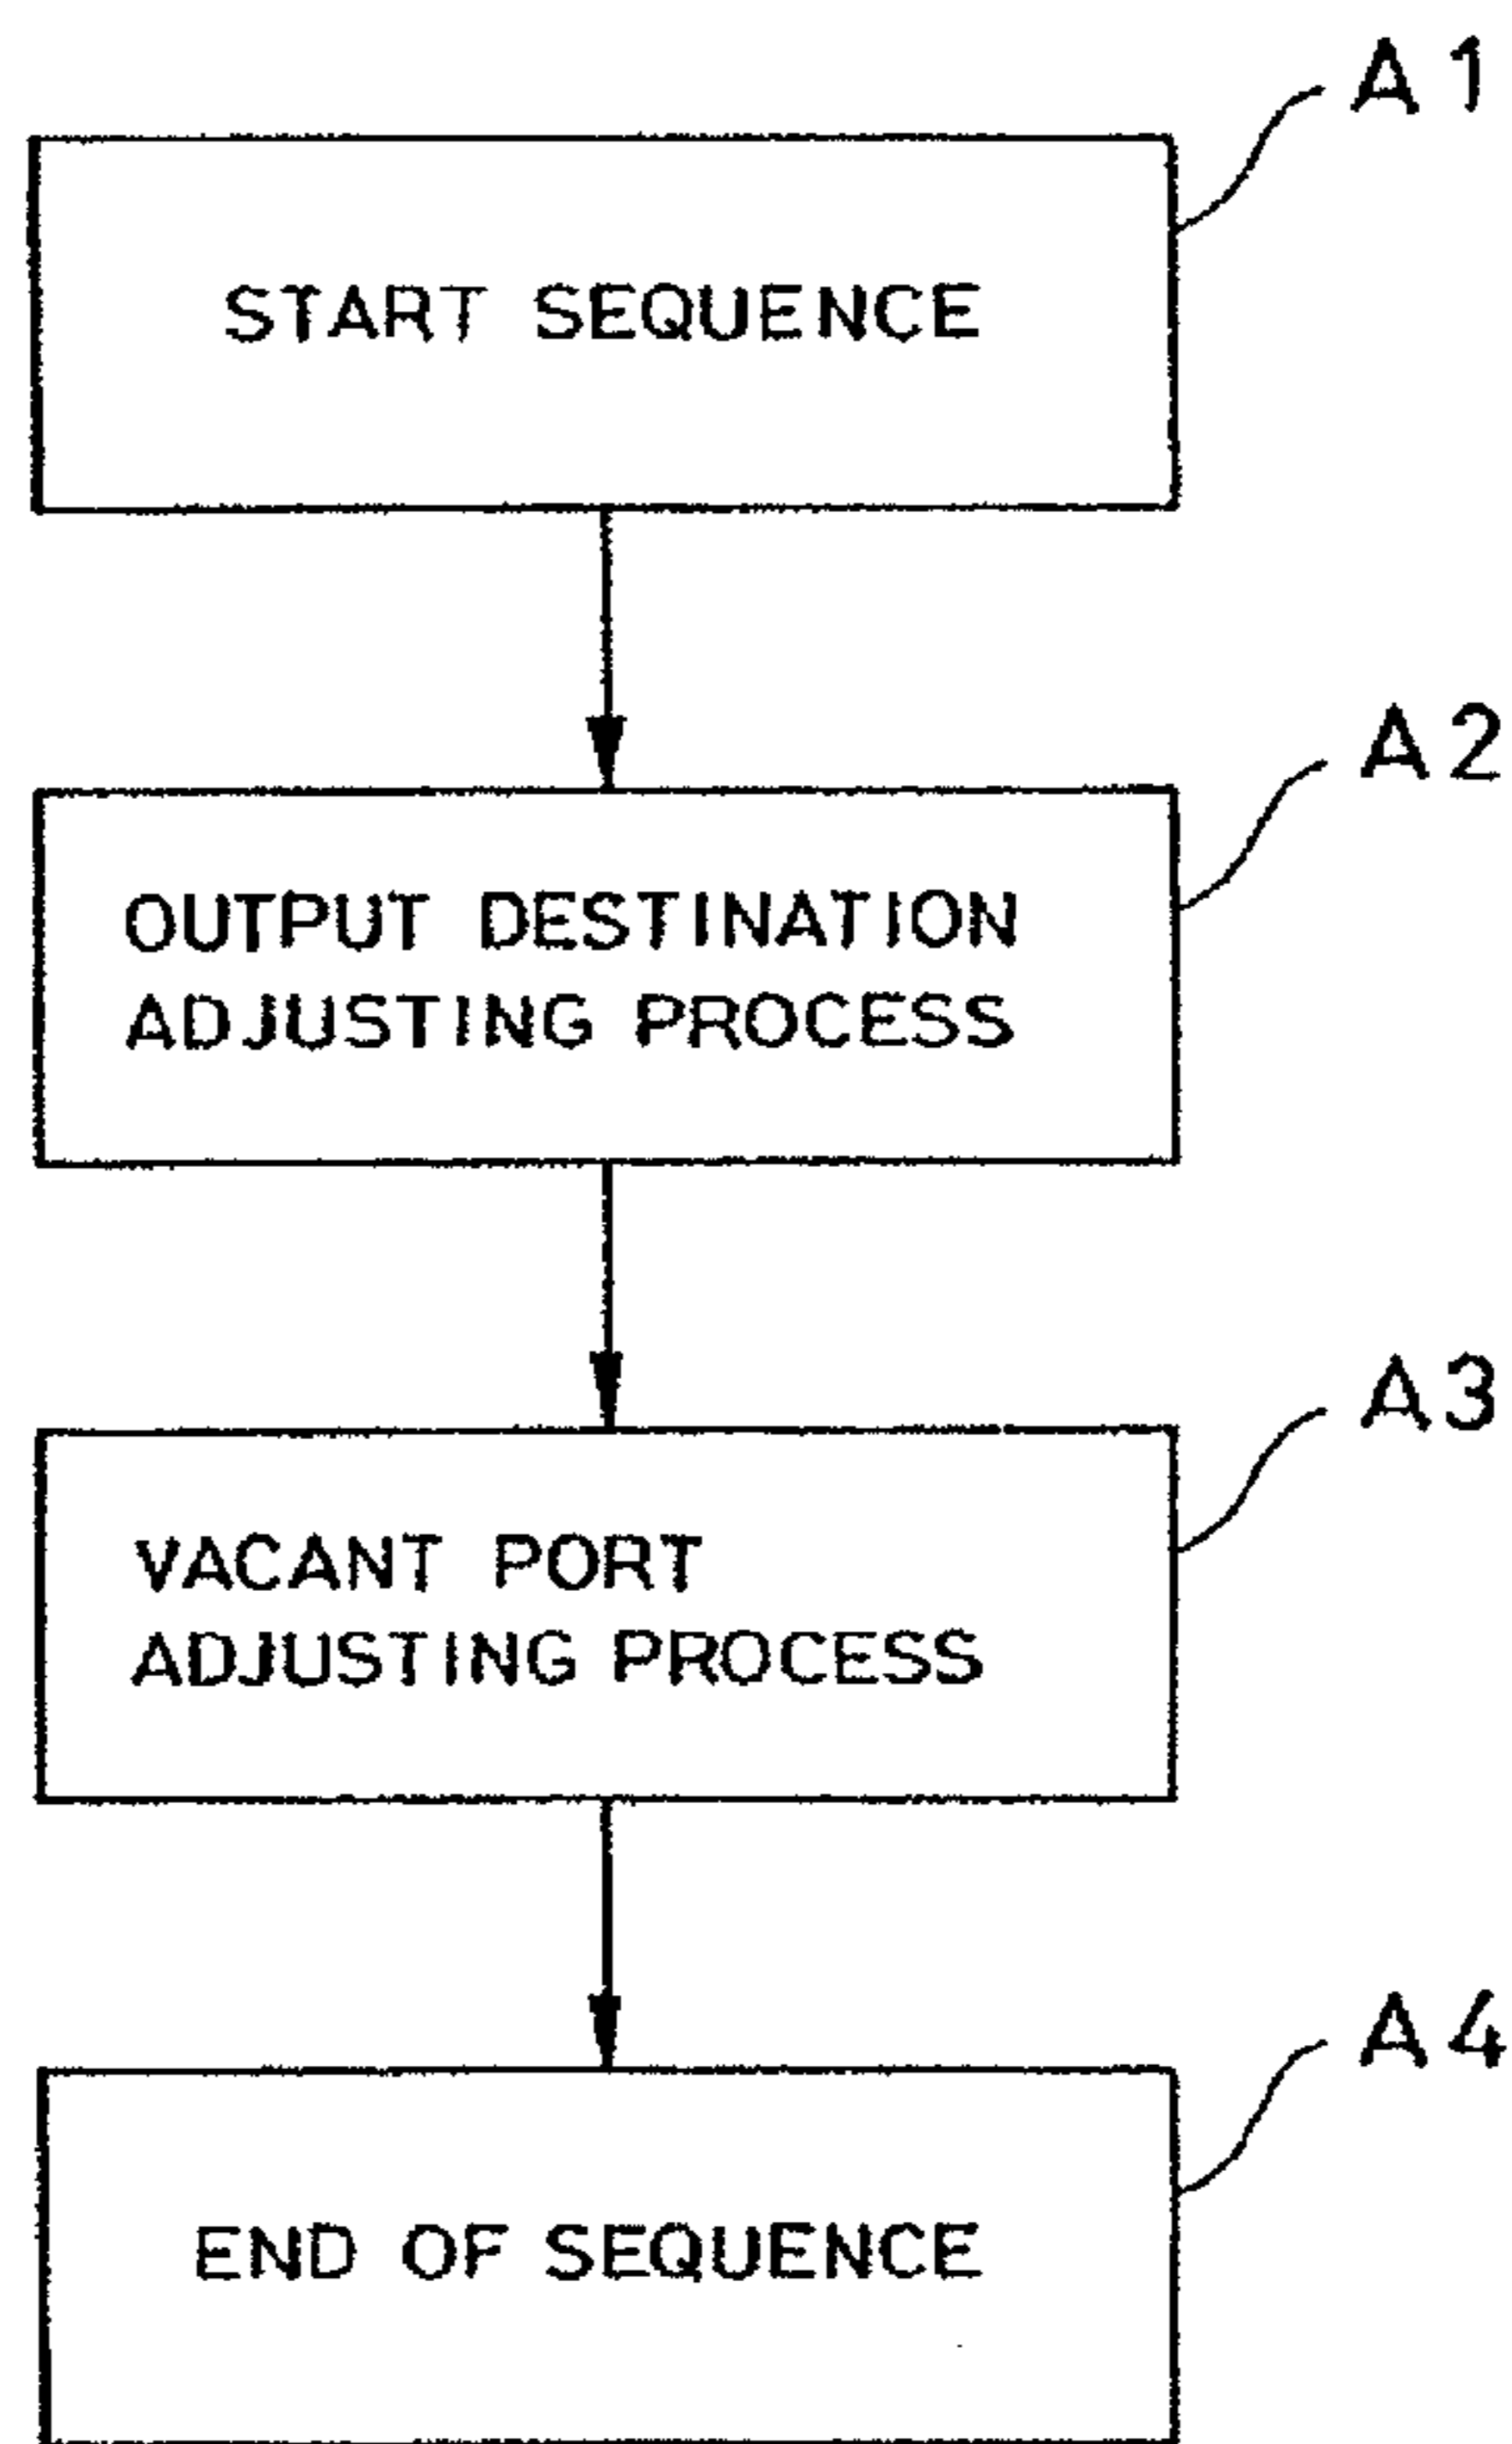 A1
START SEQUENCE
A2
OUTPUT DESTINATION
ADJUSTING PROCESS
A3
VACANT PORT
ADJUSTING PROCESS
A4
END OF SEQUENCE